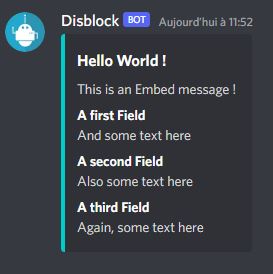 Disblock BOT Aujourd'hui à 11:52
Hello World !
This is an Embed message !
A first Field
And some text here
A second Field
Also some text here
A third Field
Again, some text here